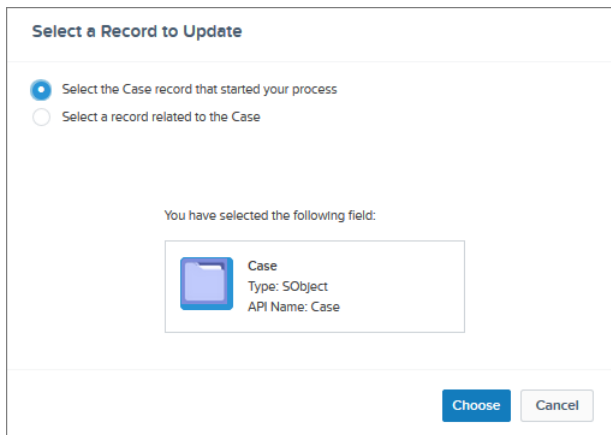 Select a Record to Update
Select the Case record that started your process
Select a record related to the Case
You have selected the following field:
Case
Type: SObject
API Name: Case
Choose Cancel